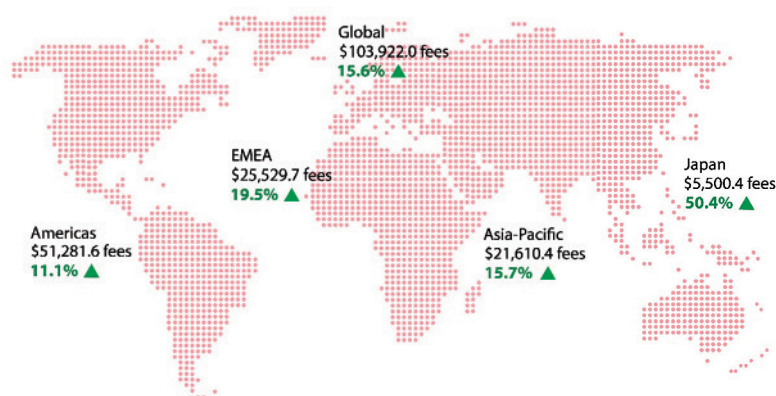 Global
$103,922.0 fees
15.6% ▲
EMEA
$25,529.7 fees
19.5% ▲
Japan
$5,500.4 fees
50.4% ▲
Americas
$51,281.6 fees
11.1% ▲
Asia-Pacific
$21,610.4 fees
15.7% ▲